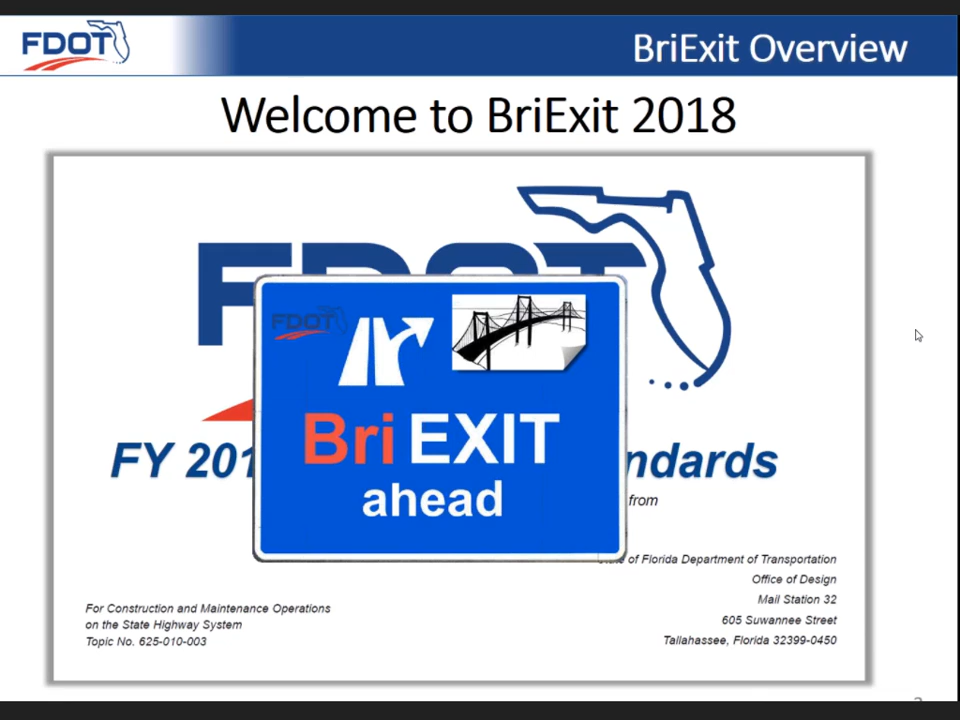 FDOT
BriExit Overview
Welcome to BriExit 2018
FDOT
FDOT
Bri EXIT
ahead
FY 201 ndards
from
State of Florida Department of Transportation
Office of Design
Mail Station 32
605 Suwannee Street
Tallahassee, Florida 32399-0450
For Construction and Maintenance Operations
on the State Highway System
Topic No. 625-010-003